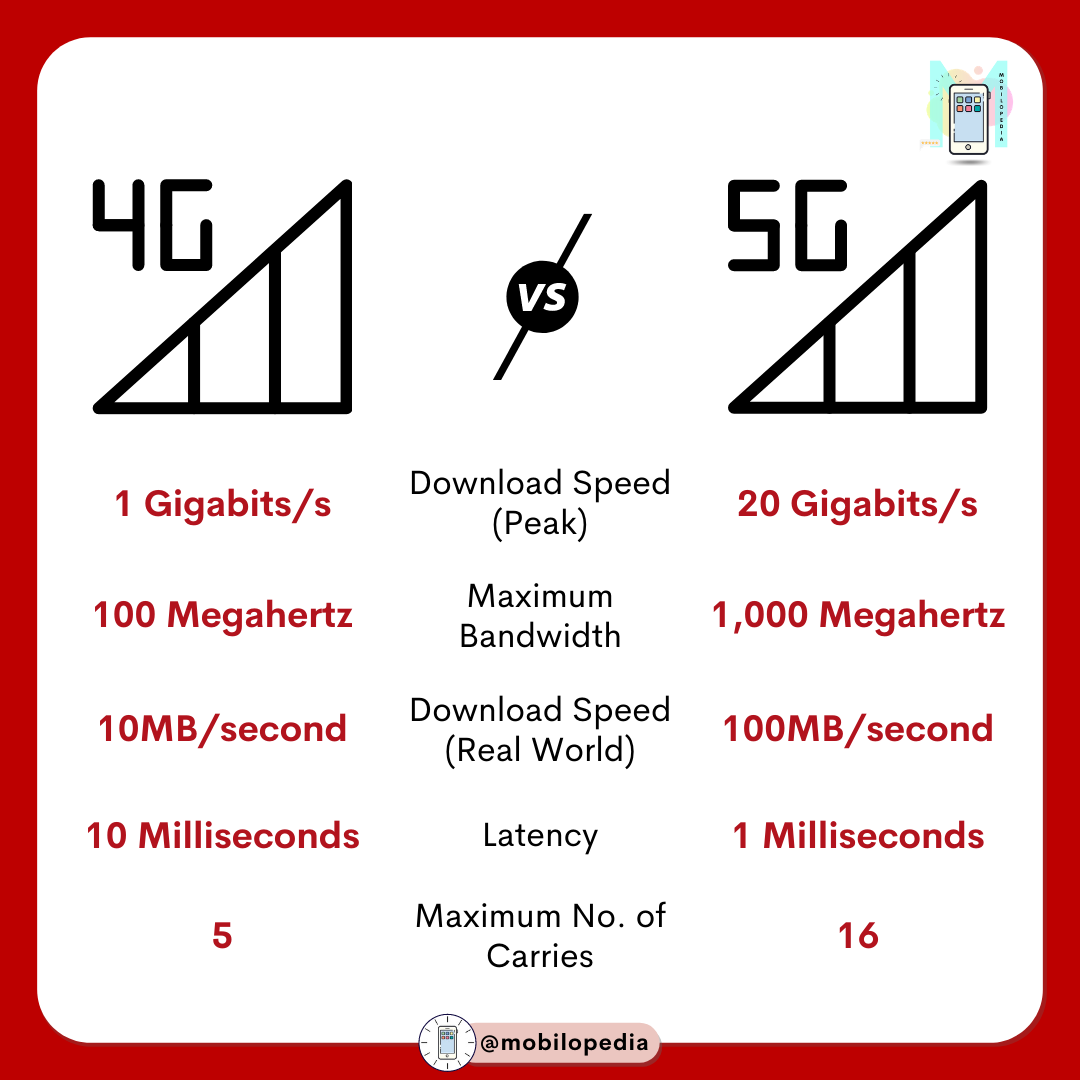 MOBILOPEDIA
4G
VS
5G
1 Gigabits/s
Download Speed
(Peak)
20 Gigabits/s
100 Megahertz
Maximum
Bandwidth
1,000 Megahertz
10MB/second
Download Speed
(Real World)
100MB/second
10 Milliseconds
Latency
1 Milliseconds
5
Maximum No. of
Carries
16
@mobilopedia